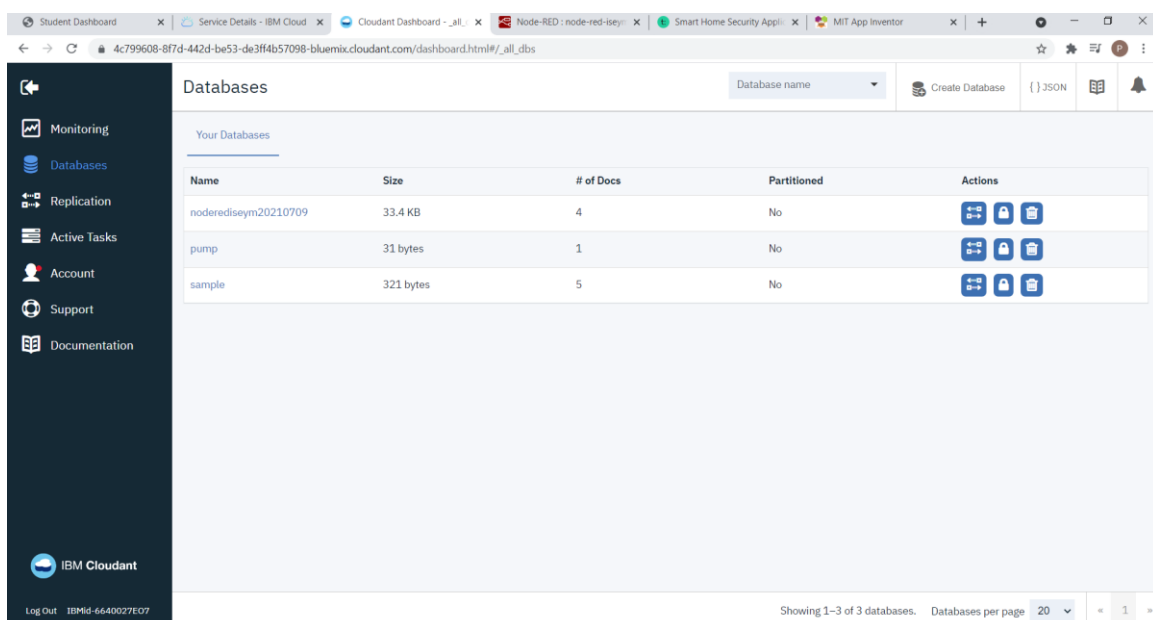 Student Dashboard
Service Details - IBM Cloud
Cloudant Dashboard - _all_
Node-RED : node-red-isey
Smart Home Security Appli
MIT App Inventor
4c799608-8f7d-442d-be53-de3ff4b57098-bluemix.cloudant.com/dashboard.html#/_all_dbs
P
Databases
Database name
Create Database
{ } JSON
Monitoring
Databases
Replication
Active Tasks
Account
Support
Documentation
Your Databases
Name Size # of Docs Partitioned Actions
noderediseym20210709 33.4 KB 4 No
pump 31 bytes 1 No
sample 321 bytes 5 No
IBM Cloudant
Log Out IBMid-6640027EO7
Showing 1–3 of 3 databases. Databases per page 20 « 1 »